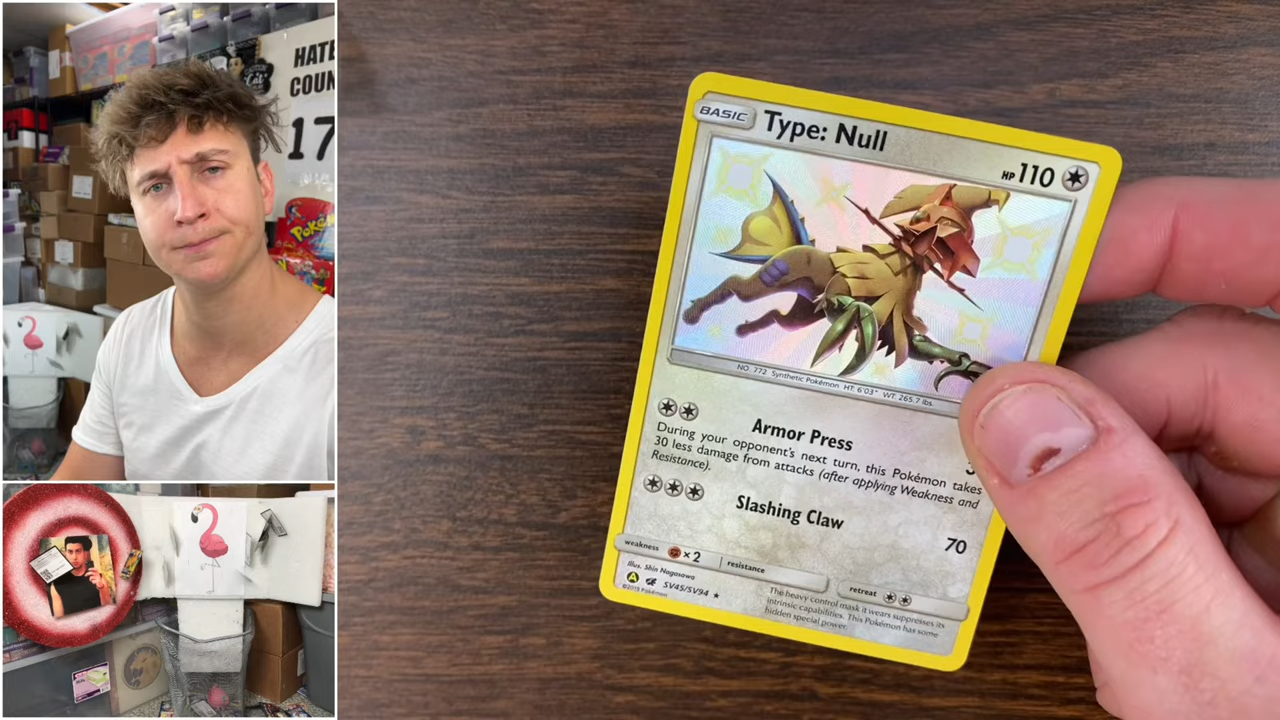 HATE
COUN
17
POKé
BASIC
Type: Null
HP 110
NO. 772 Synthetic Pokémon HT: 6'03" WT: 265.7 lbs.
Armor Press
During your opponent's next turn, this Pokémon takes
30 less damage from attacks (after applying Weakness and
Resistance).
Slashing Claw
70
weakness
×2
resistance
retreat
Illus. Shin Nagasawa
A
SV45/SV94 ★
©2019 Pokémon
The heavy control mask it wears suppresses its
intrinsic capabilities. This Pokémon has some
hidden special power.